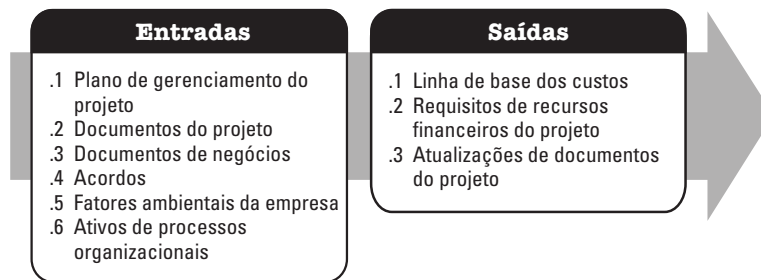 Entradas
.1 Plano de gerenciamento do
projeto
.2 Documentos do projeto
.3 Documentos de negócios
.4 Acordos
.5 Fatores ambientais da empresa
.6 Ativos de processos
organizacionais
Saídas
.1 Linha de base dos custos
.2 Requisitos de recursos
financeiros do projeto
.3 Atualizações de documentos
do projeto